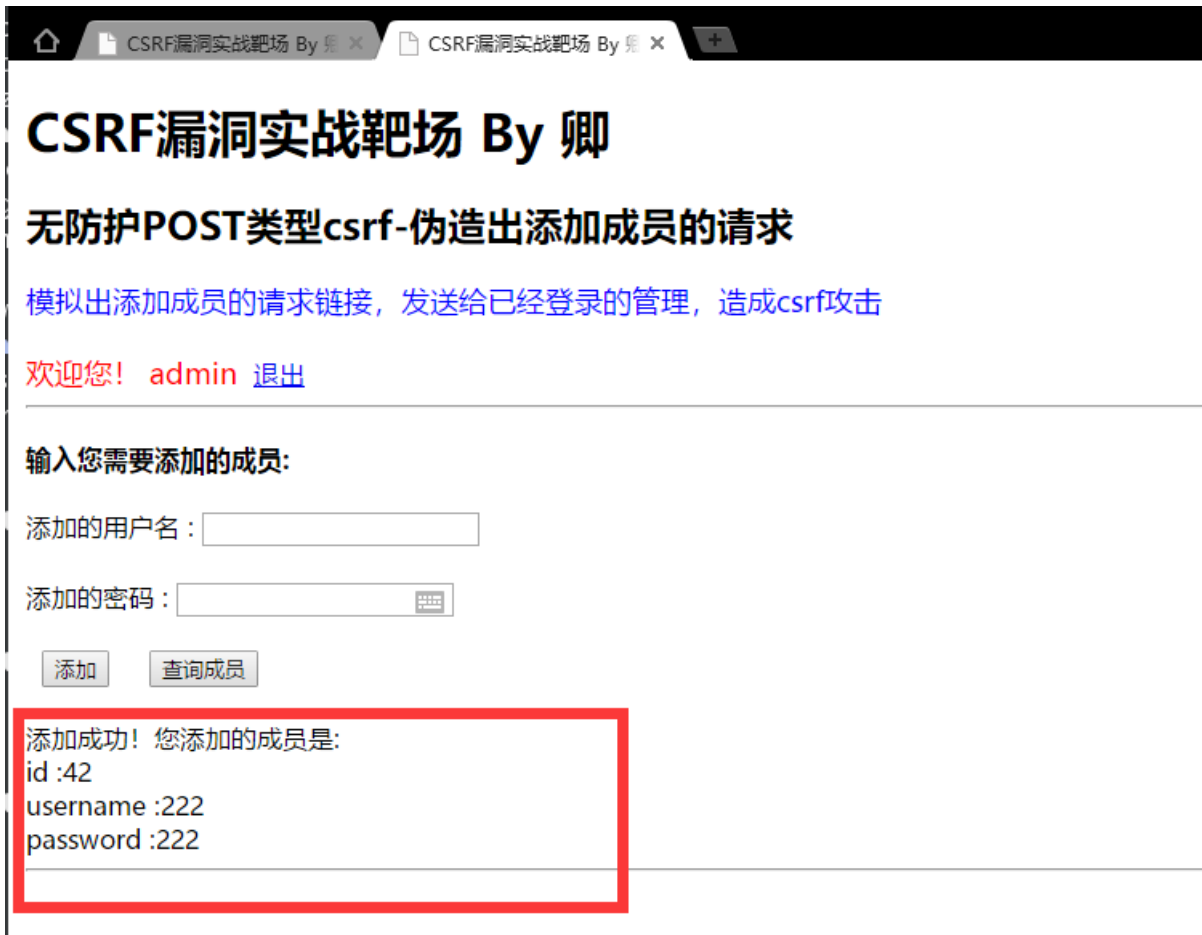 CSRF漏洞实战靶场 By 卿 CSRF漏洞实战靶场 By 卿
CSRF漏洞实战靶场 By 卿
无防护POST类型csrf-伪造出添加成员的请求
模拟出添加成员的请求链接，发送给已经登录的管理，造成csrf攻击
欢迎您！ admin 退出
输入您需要添加的成员:
添加的用户名：
添加的密码：
添加 查询成员
添加成功！您添加的成员是:
id :42
username :222
password :222